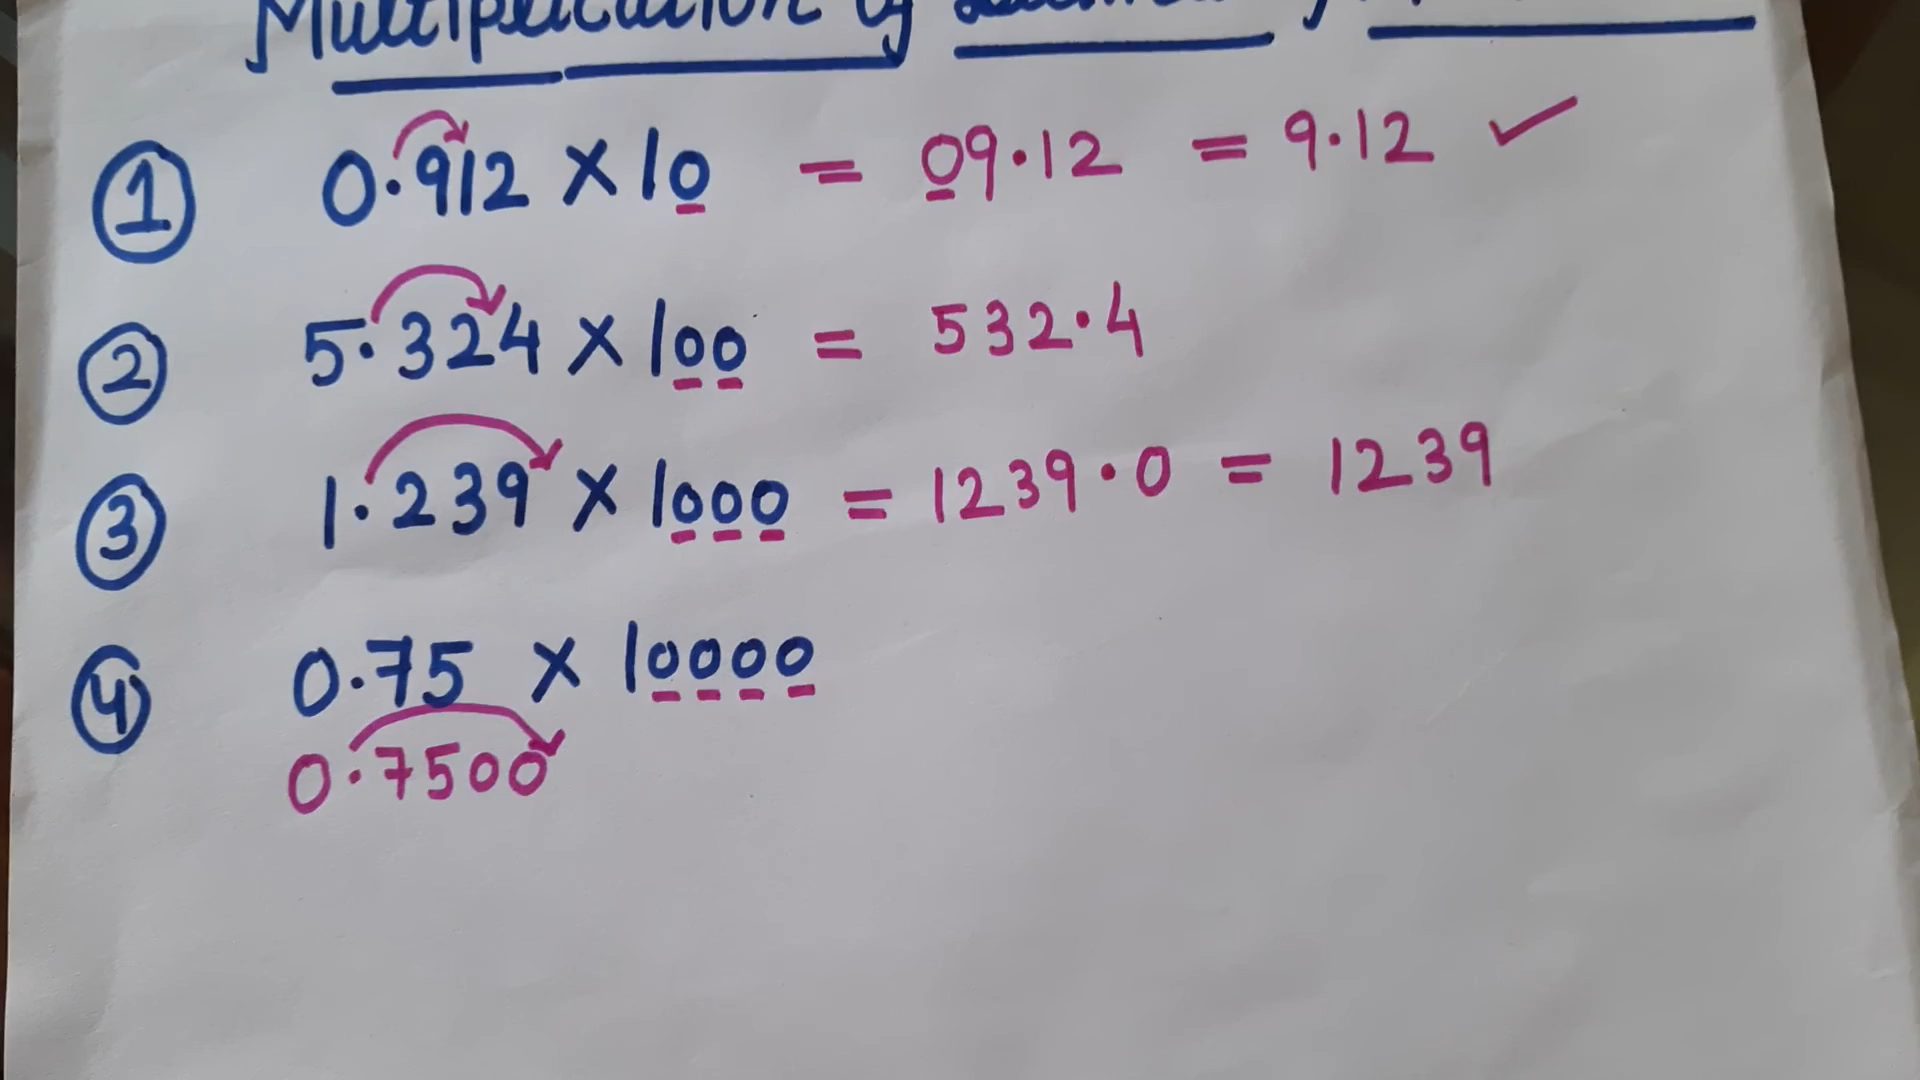 Multiplication of
① 0.912 × 10 = 09.12 = 9.12 ✓
② 5.324 × 100 = 532.4
③ 1.239 × 1000 = 1239.0 = 1239
④ 0.75 × 10000
0.7500